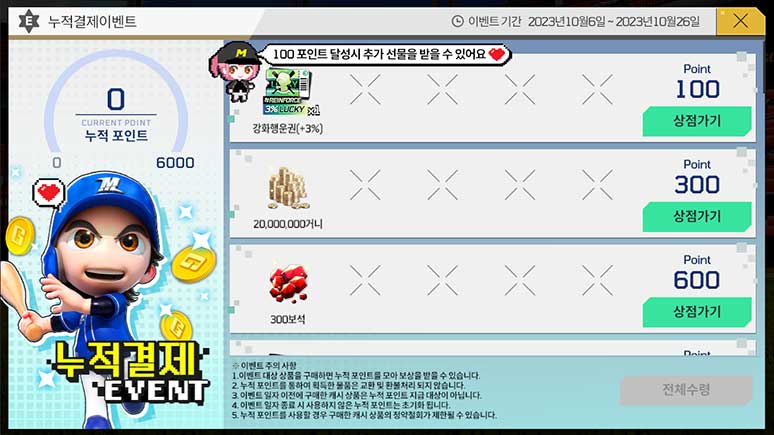 E 누적결제이벤트
이벤트 기간 2023년10월6일 ~ 2023년10월26일
100 포인트 달성시 추가 선물을 받을 수 있어요
M
0
CURRENT POINT
누적 포인트
0 6000
REINFORCE
3% LUCKY x1
강화행운권(+3%)
Point
100
상점가기
20,000,000거니
Point
300
상점가기
300보석
Point
600
상점가기
Point
M
G
G
G
누적결제
EVENT
※ 이벤트 주의 사항
1.이벤트 대상 상품을 구매하면 누적 포인트를 모아 보상을 받을 수 있습니다.
2. 누적 포인트를 통하여 획득한 물품은 교환 및 환불처리 되지 않습니다.
3. 이벤트 일자 이전에 구매한 캐시 상품은 누적 포인트 지급 대상이 아닙니다.
4. 이벤트 일자 종료 시 사용하지 않은 누적 포인트는 초기화 됩니다.
5. 누적 포인트를 사용할 경우 구매한 캐시 상품의 청약철회가 제한될 수 있습니다.
전체수령